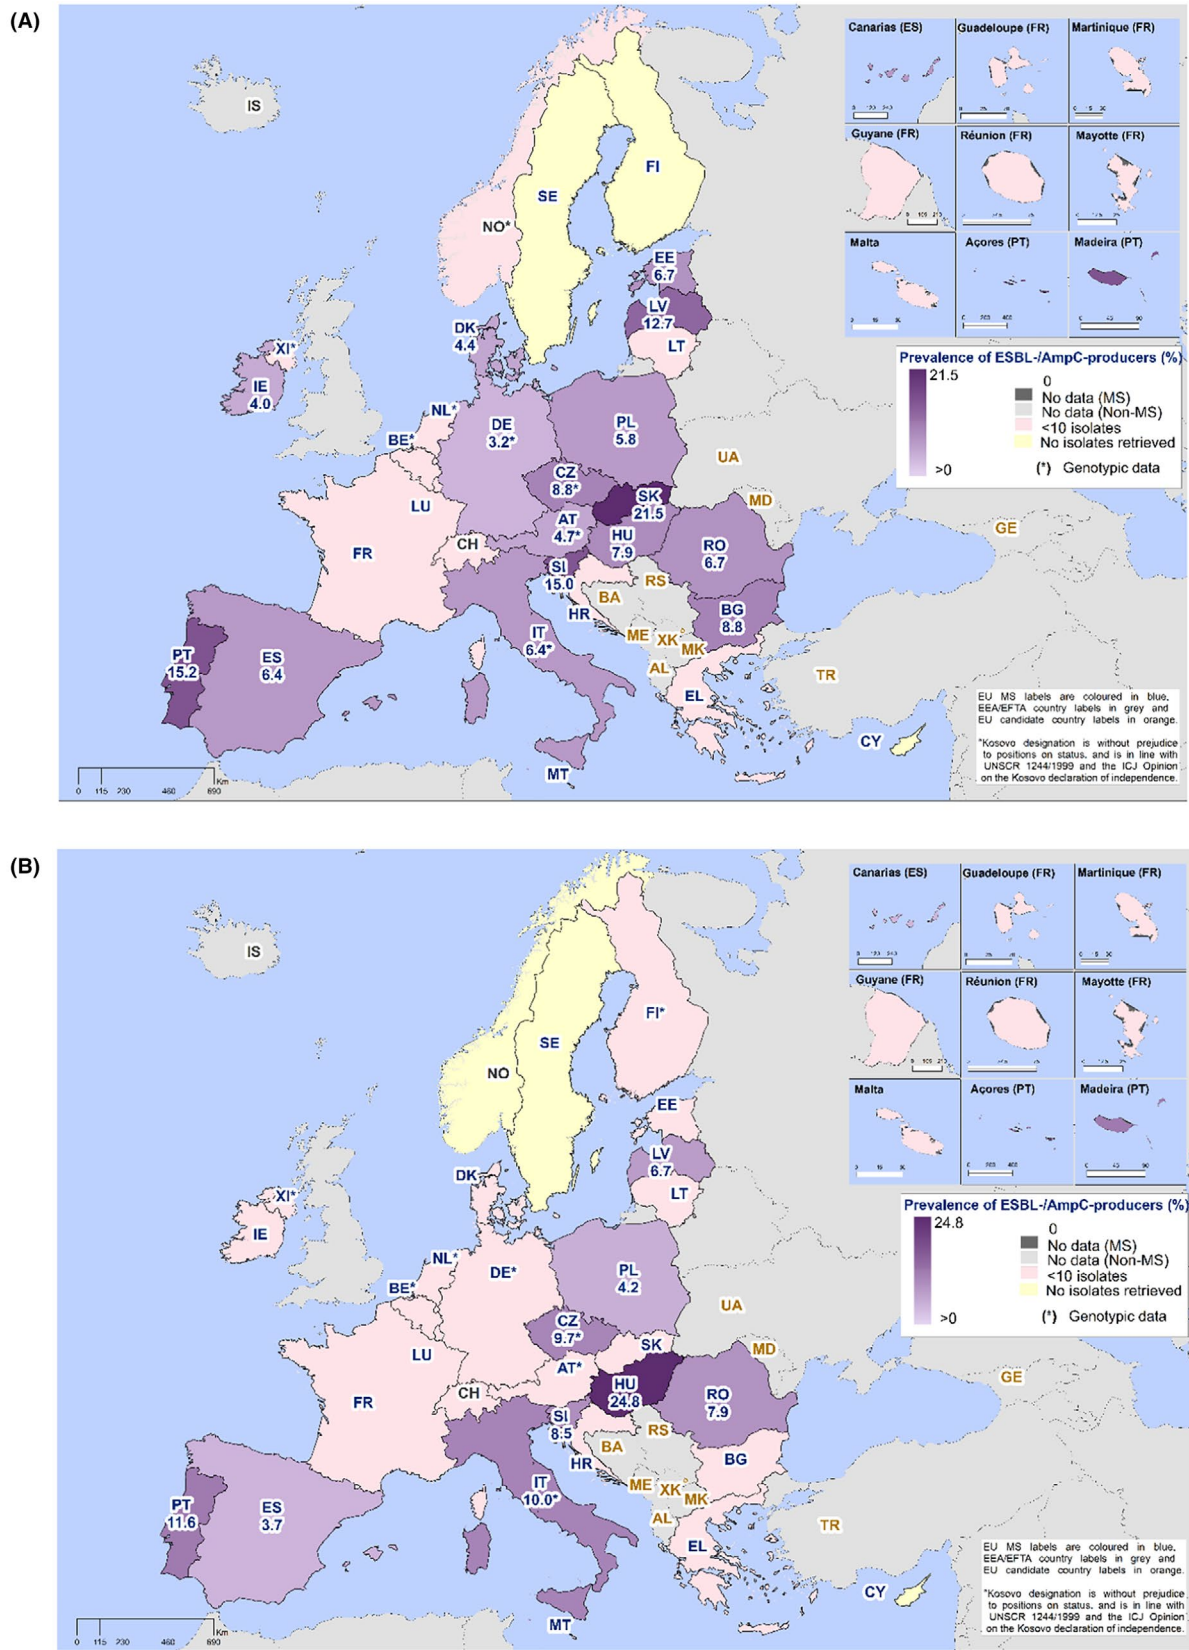 (A)
Canarias (ES)
Guadeloupe (FR)
Martinique (FR)
IS
Guyane (FR)
Réunion (FR)
Mayotte (FR)
FI
SE
NO*
Malta
Açores (PT)
Madeira (PT)
EE
6.7
LV
12.7
DK
4.4
XI*
LT
IE
4.0
Prevalence of ESBL-/AmpC-producers (%)
21.5
0
No data (MS)
No data (Non-MS)
<10 isolates
No isolates retrieved
>0
(*) Genotypic data
NL*
DE
3.2*
PL
5.8
BE*
UA
CZ
8.8*
SK
21.5
MD
LU
AT
4.7*
GE
CH
HU
7.9
RO
6.7
FR
SI
15.0
RS
BA
HR
BG
8.8
IT
6.4*
ME
XK°
MK
PT
15.2
ES
6.4
AL
TR
EL
EU MS labels are coloured in blue,
EEA/EFTA country labels in grey and
EU candidate country labels in orange.
CY
*Kosovo designation is without prejudice
to positions on status, and is in line with
UNSCR 1244/1999 and the ICJ Opinion
on the Kosovo declaration of independence.
MT
Km
0 115 230 460 690
(B)
Canarias (ES)
Guadeloupe (FR)
Martinique (FR)
IS
Guyane (FR)
Réunion (FR)
Mayotte (FR)
FI*
SE
NO
Malta
Açores (PT)
Madeira (PT)
EE
LV
6.7
DK
XI*
LT
IE
Prevalence of ESBL-/AmpC-producers (%)
24.8
0
No data (MS)
No data (Non-MS)
<10 isolates
No isolates retrieved
>0
(*) Genotypic data
NL*
DE*
PL
4.2
BE*
UA
CZ
9.7*
SK
MD
LU
AT*
GE
CH
HU
24.8
RO
7.9
FR
SI
8.5
RS
BA
HR
BG
IT
10.0*
ME
XK°
MK
PT
11.6
ES
3.7
AL
TR
EL
EU MS labels are coloured in blue,
EEA/EFTA country labels in grey and
EU candidate country labels in orange.
CY
*Kosovo designation is without prejudice
to positions on status, and is in line with
UNSCR 1244/1999 and the ICJ Opinion
on the Kosovo declaration of independence.
MT
Km
0 115 230 460 690